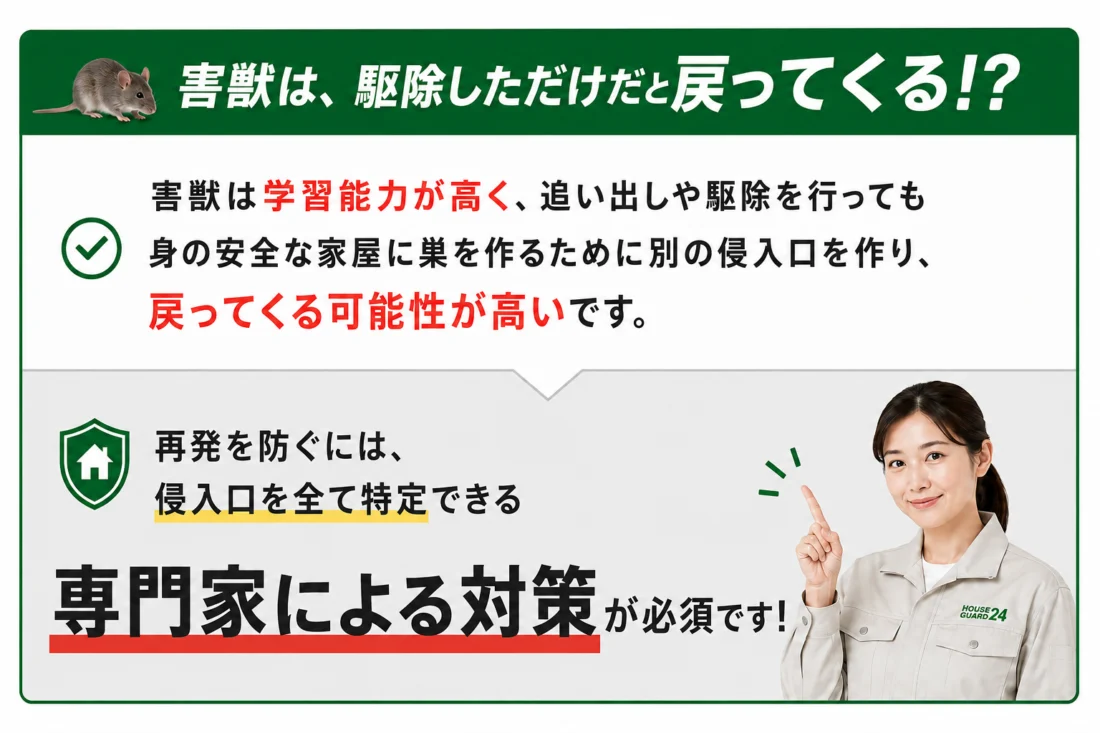 害獣は、駆除しただけだと戻ってくる!?
害獣は学習能力が高く、追い出しや駆除を行っても
身の安全な家屋に巣を作るために別の侵入口を作り、
戻ってくる可能性が高いです。
再発を防ぐには、
侵入口を全て特定できる
専門家による対策が必須です!
HOUSE
GUARD 24